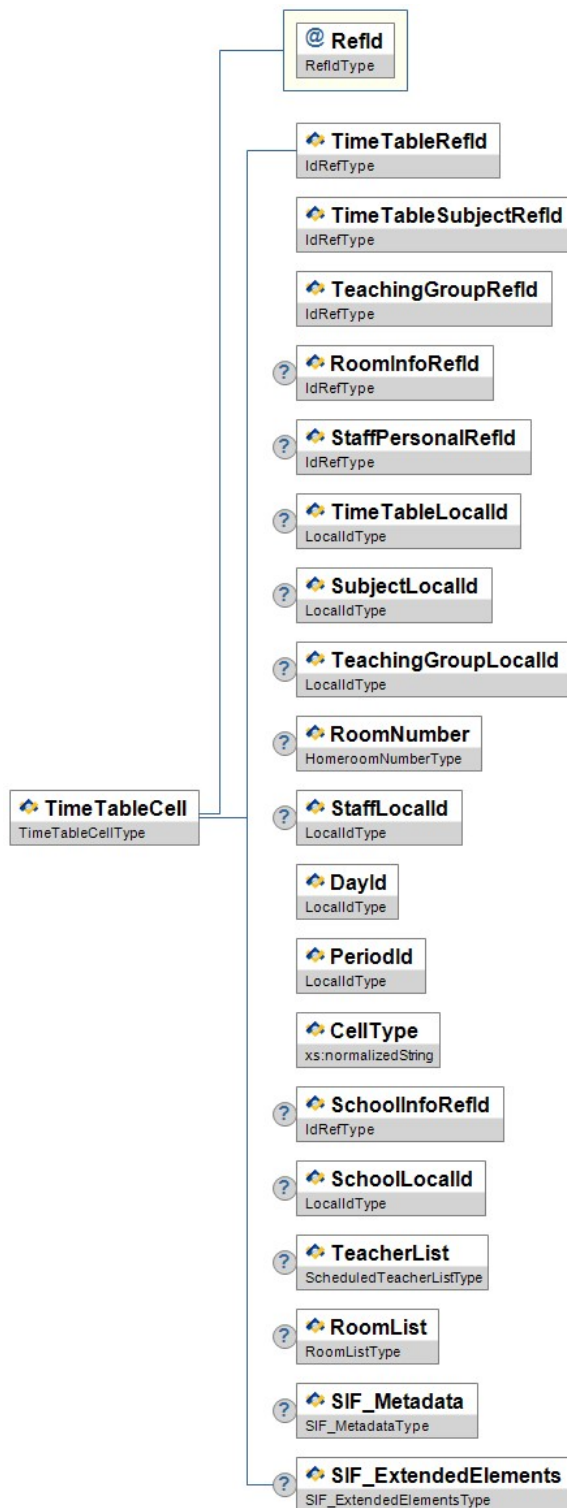 @ RefId
RefIdType
TimeTableRefId
IdRefType
TimeTableSubjectRefId
IdRefType
TeachingGroupRefId
IdRefType
? RoomInfoRefId
IdRefType
? StaffPersonalRefId
IdRefType
? TimeTableLocalId
LocalIdType
? SubjectLocalId
LocalIdType
? TeachingGroupLocalId
LocalIdType
? RoomNumber
HomeroomNumberType
TimeTableCell
TimeTableCellType
? StaffLocalId
LocalIdType
DayId
LocalIdType
PeriodId
LocalIdType
CellType
xs:normalizedString
? SchoolInfoRefId
IdRefType
? SchoolLocalId
LocalIdType
? TeacherList
ScheduledTeacherListType
? RoomList
RoomListType
? SIF_Metadata
SIF_MetadataType
? SIF_ExtendedElements
SIF_ExtendedElementsType